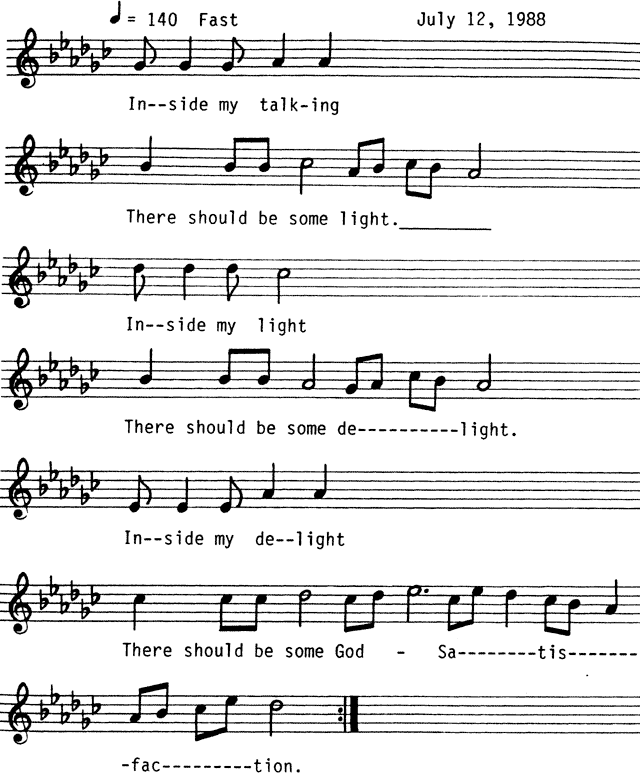 = 140 Fast July 12, 1988
In--side my talk-ing
There should be some light.__________
In--side my light
There should be some de----------light.
In--side my de--light
There should be some God - Sa--------tis-------
-fac---------tion.